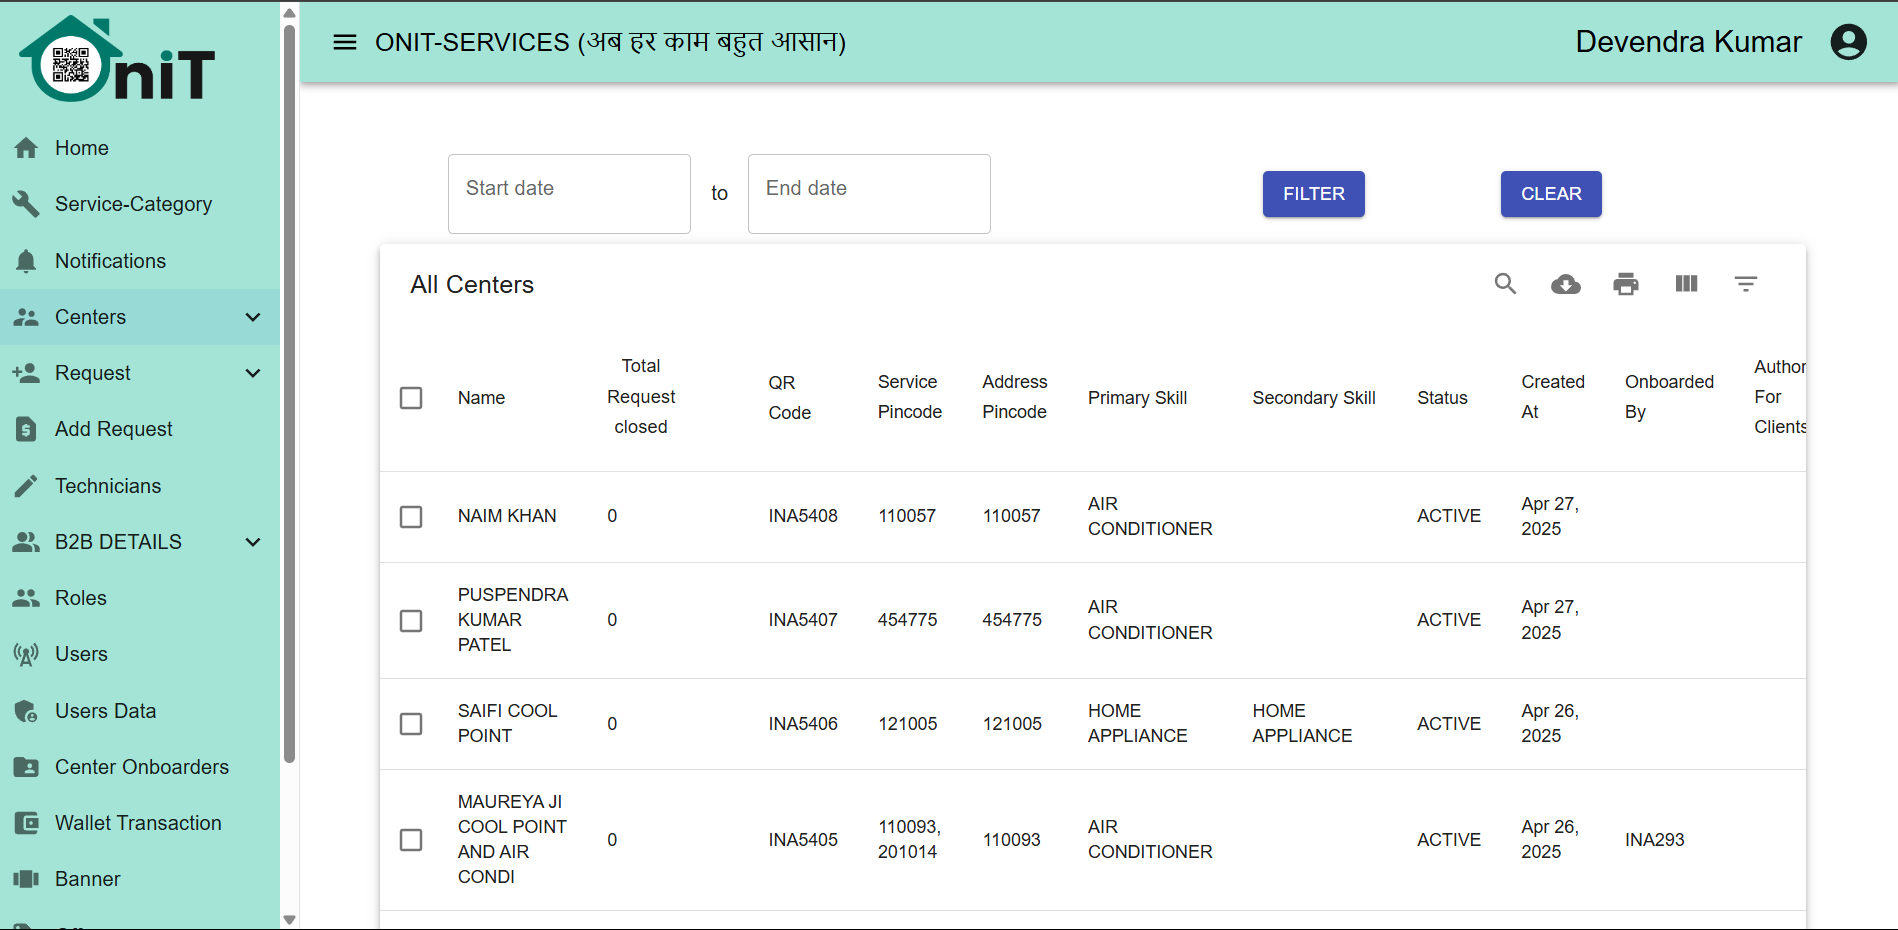 OniT
ONIT-SERVICES (अब हर काम बहुत आसान)
Devendra Kumar
Home
Service-Category
Notifications
Centers
Request
Add Request
Technicians
B2B DETAILS
Roles
Users
Users Data
Center Onboarders
Wallet Transaction
Banner
Start date
to
End date
FILTER
CLEAR
All Centers
Name
Total
Request
closed
QR
Code
Service
Pincode
Address
Pincode
Primary Skill
Secondary Skill
Status
Created
At
Onboarded
By
Author
For
Clients
NAIM KHAN
0
INA5408
110057
110057
AIR
CONDITIONER
ACTIVE
Apr 27,
2025
PUSPENDRA
KUMAR
PATEL
0
INA5407
454775
454775
AIR
CONDITIONER
ACTIVE
Apr 27,
2025
SAIFI COOL
POINT
0
INA5406
121005
121005
HOME
APPLIANCE
HOME
APPLIANCE
ACTIVE
Apr 26,
2025
MAUREYA JI
COOL POINT
AND AIR
CONDI
0
INA5405
110093,
201014
110093
AIR
CONDITIONER
ACTIVE
Apr 26,
2025
INA293